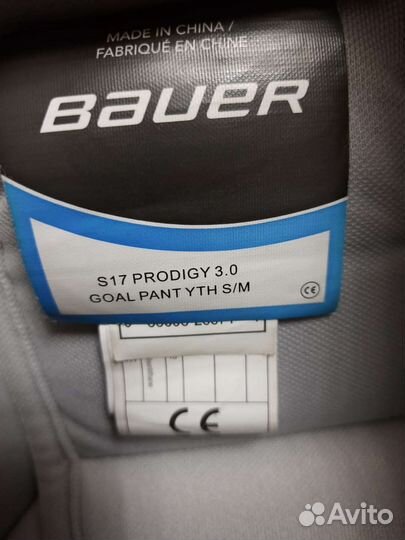 MADE IN CHINA /
FABRIQUÉ EN CHINE
BAUER
S17 PRODIGY 3.0
GOAL PANT YTH S/M
CE
CE
Avito